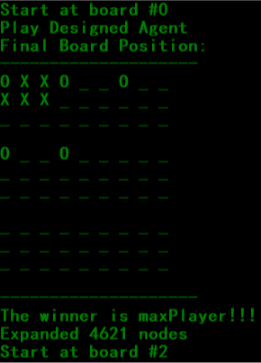 Start at board #0
Play Designed Agent
Final Board Position:
--------------------
O X X O _ _ O _ _
X X X _ _ _ _ _ _
_ _ _ _ _ _ _ _ _

O _ _ O _ _ _ _ _
_ _ _ _ _ _ _ _ _
_ _ _ _ _ _ _ _ _

_ _ _ _ _ _ _ _ _
_ _ _ _ _ _ _ _ _
_ _ _ _ _ _ _ _ _

--------------------
The winner is maxPlayer!!!
Expanded 4621 nodes
Start at board #2